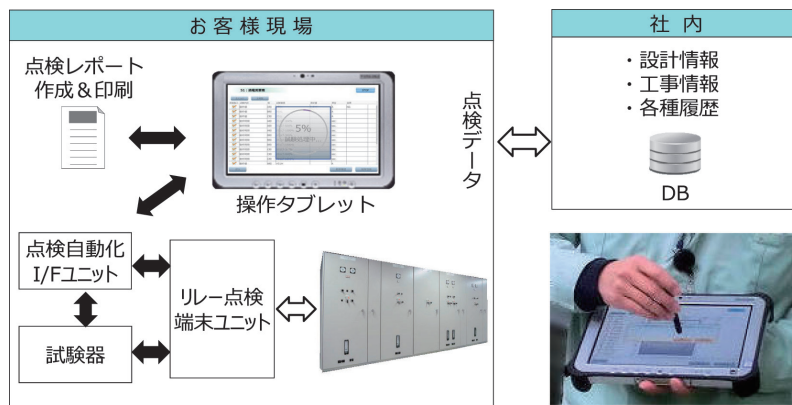 お客様現場
点検レポート
作成＆印刷
5%
操作タブレット
点検データ
点検自動化
I/Fユニット
試験器
リレー点検
端末ユニット
社内
・設計情報
・工事情報
・各種履歴
DB